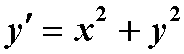 y′ = x² + y²